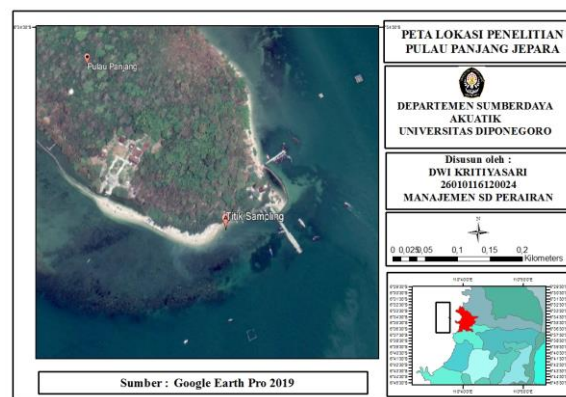 PETA LOKASI PENELITIAN
PULAU PANJANG JEPARA
Pulau Panjang
Titik Sampling
DEPARTEMEN SUMBERDAYA
AKUATIK
UNIVERSITAS DIPONEGORO
Disusun oleh :
DWI KRITIYASARI
26010116120024
MANAJEMEN SD PERAIRAN
0 0,0250,05 0,1 0,15 0,2
Kilometers
Sumber : Google Earth Pro 2019